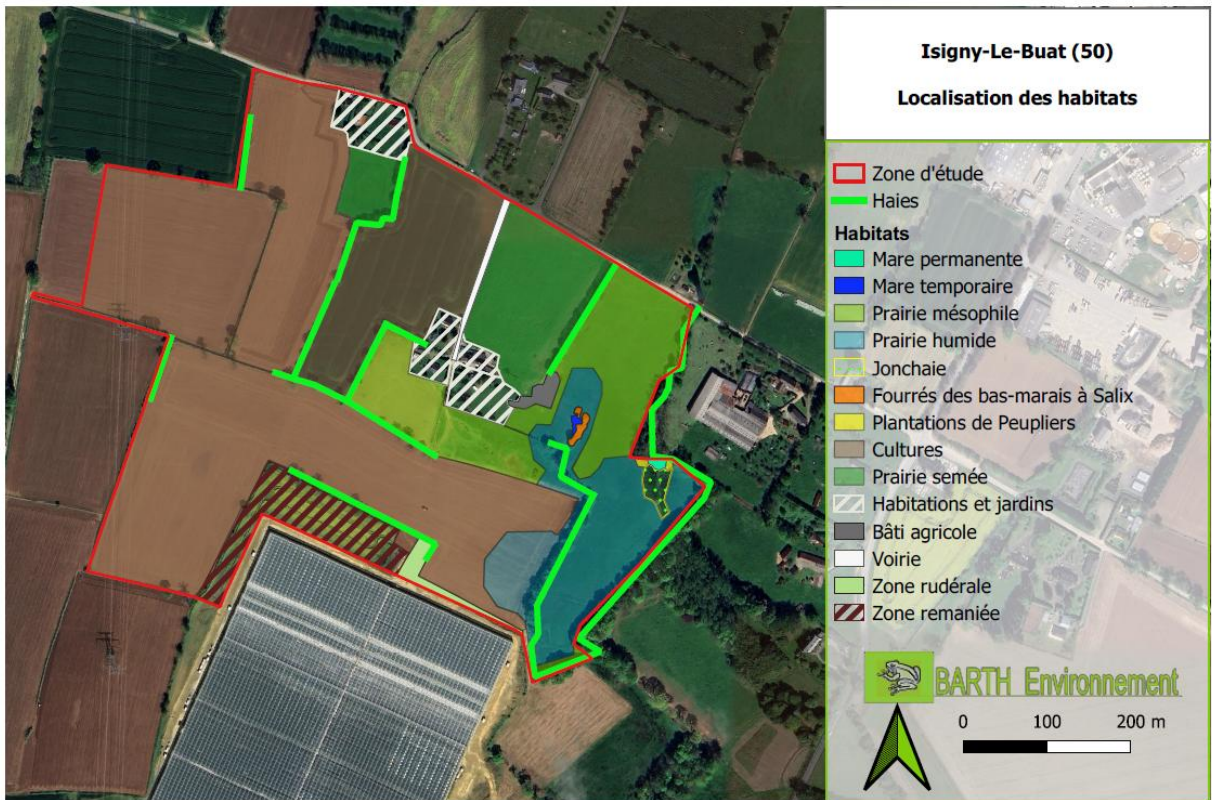 Isigny-Le-Buat (50)
Localisation des habitats
Zone d'étude
Haies
Habitats
Mare permanente
Mare temporaire
Prairie mésophile
Prairie humide
Jonchaie
Fourrés des bas-marais à Salix
Plantations de Peupliers
Cultures
Prairie semée
Habitations et jardins
Bâti agricole
Voirie
Zone rudérale
Zone remaniée
BARTH Environnement
0 100 200 m